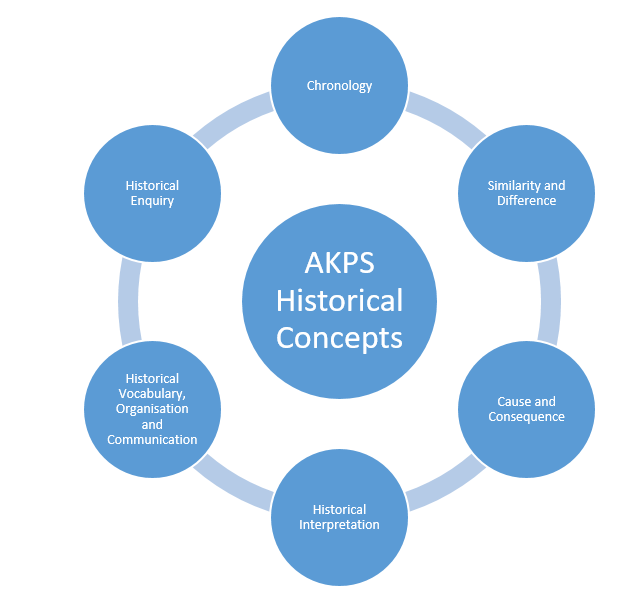 Chronology
Similarity and
Difference
Cause and
Consequence
Historical
Interpretation
Historical
Vocabulary,
Organisation
and
Communication
Historical
Enquiry
AKPS
Historical
Concepts